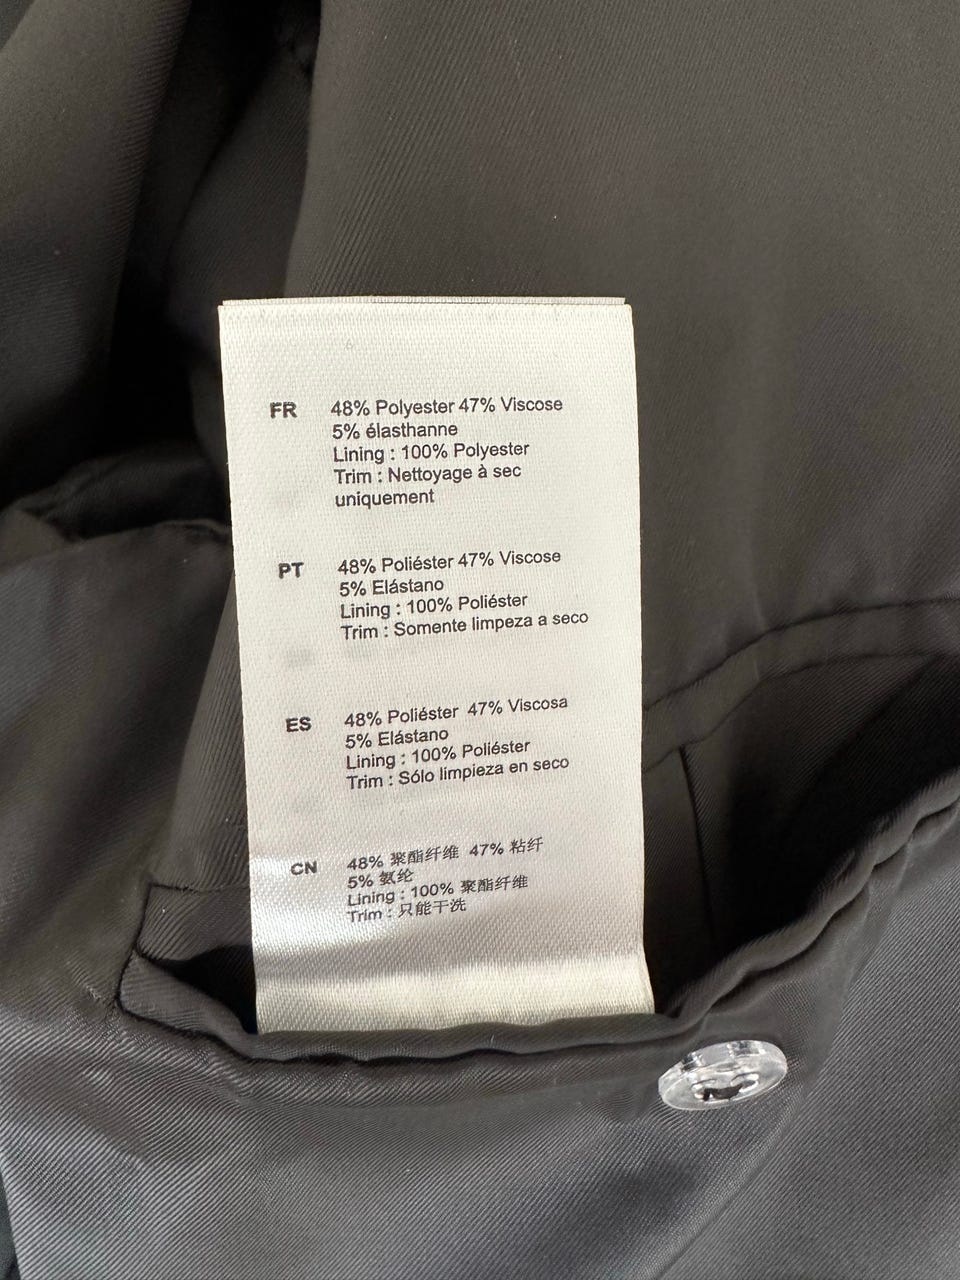 FR 48% Polyester 47% Viscose
5% élasthanne
Lining : 100% Polyester
Trim : Nettoyage à sec
uniquement
PT 48% Poliéster 47% Viscose
5% Elástano
Lining : 100% Poliéster
Trim : Somente limpeza a seco
ES 48% Poliéster 47% Viscosa
5% Elástano
Lining : 100% Poliéster
Trim : Sólo limpieza en seco
CN 48% 聚酯纤维 47% 粘纤
5% 氨纶
Lining : 100% 聚酯纤维
Trim : 只能干洗